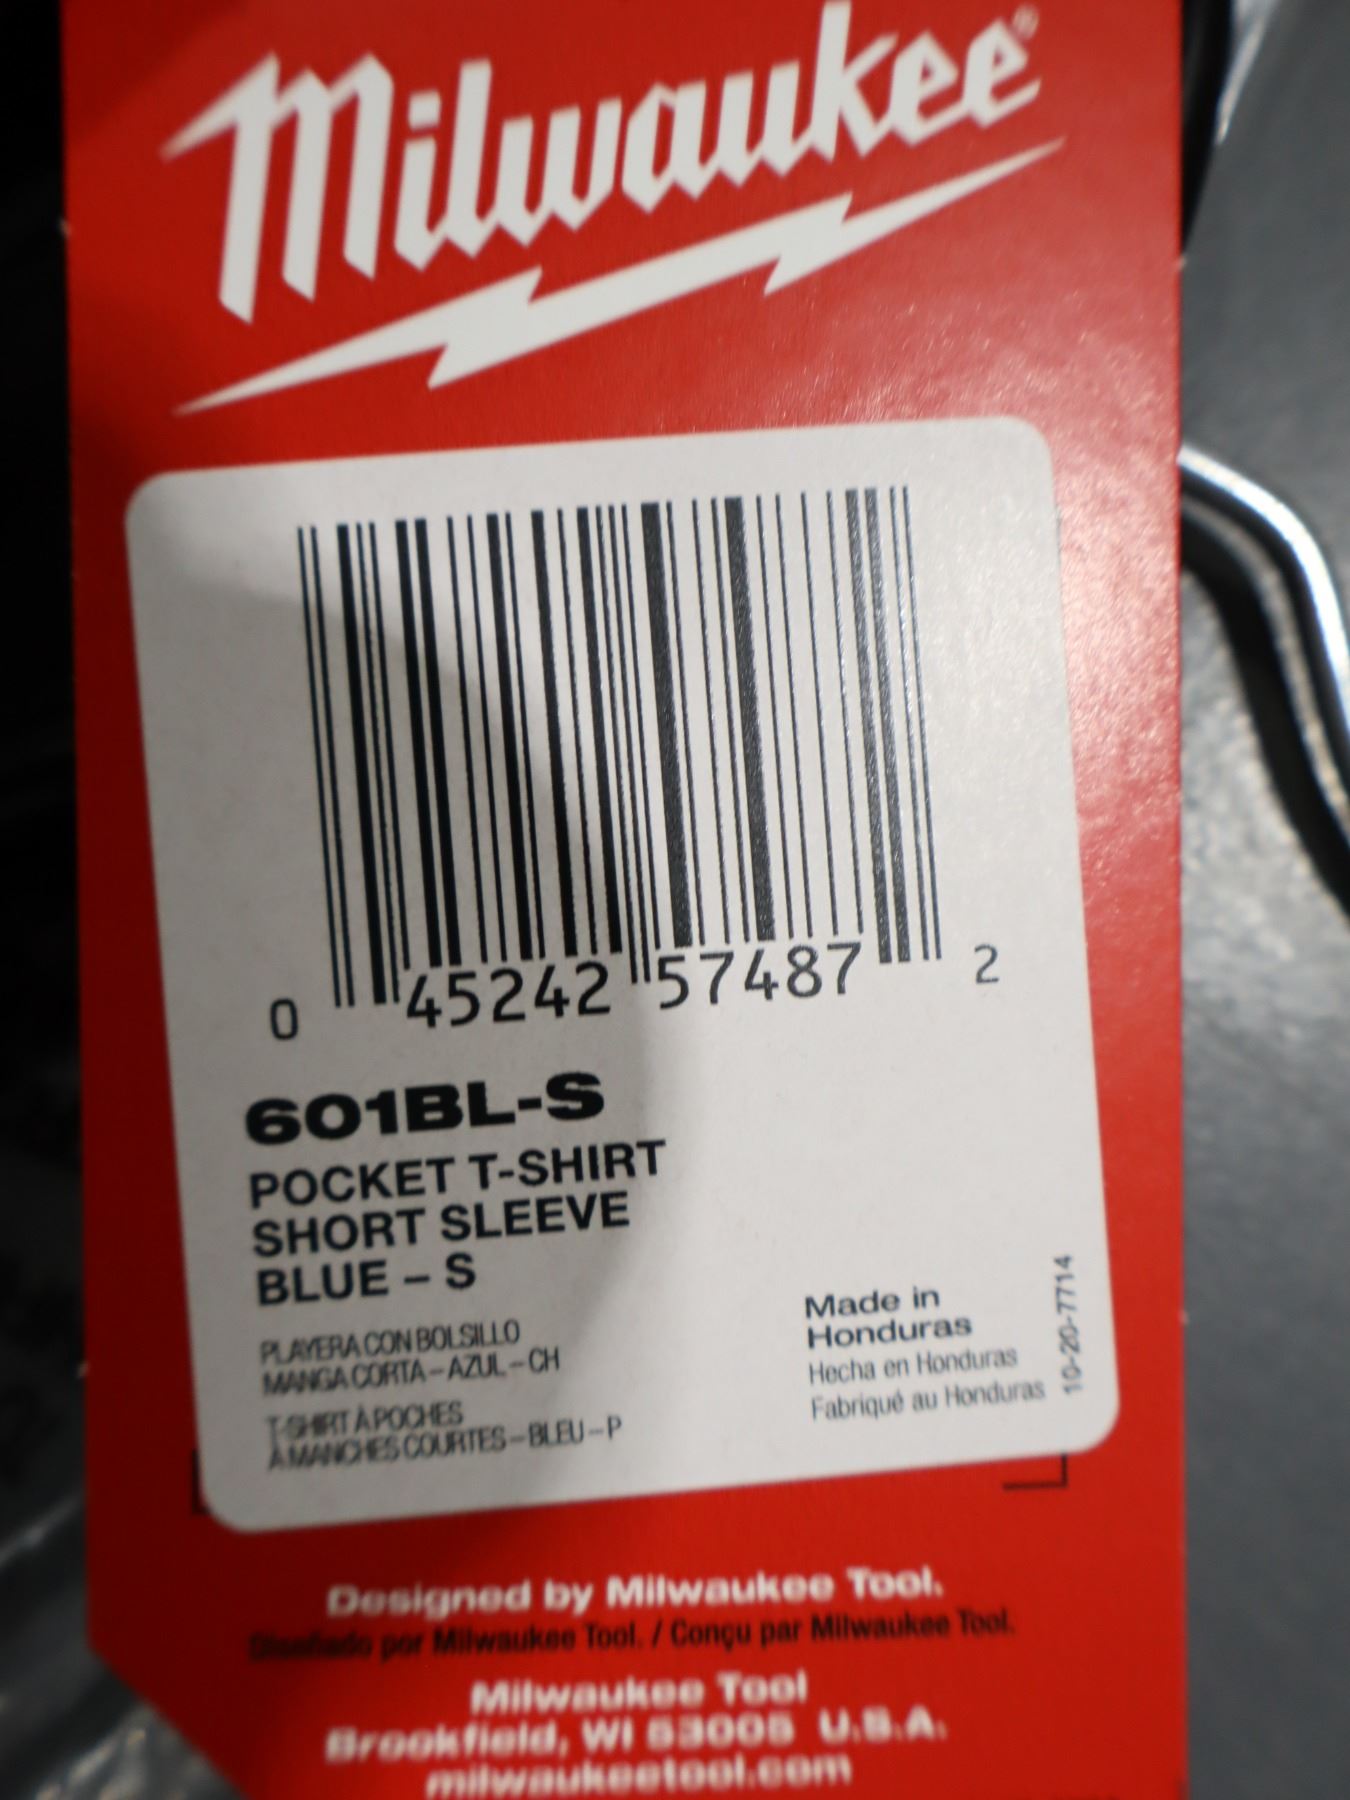 Milwaukee®
0 45242 57487 2
601BL-S
POCKET T-SHIRT
SHORT SLEEVE
BLUE – S
PLAYERA CON BOLSILLO
MANGA CORTA – AZUL – CH
T-SHIRT À POCHES
À MANCHES COURTES – BLEU – P
Made in
Honduras
Hecha en Honduras
Fabriqué au Honduras
10-20-7714
Designed by Milwaukee Tool.
Diseñado por Milwaukee Tool. / Conçu par Milwaukee Tool.
Milwaukee Tool
Brookfield, WI 53005 U.S.A.
milwaukeetool.com